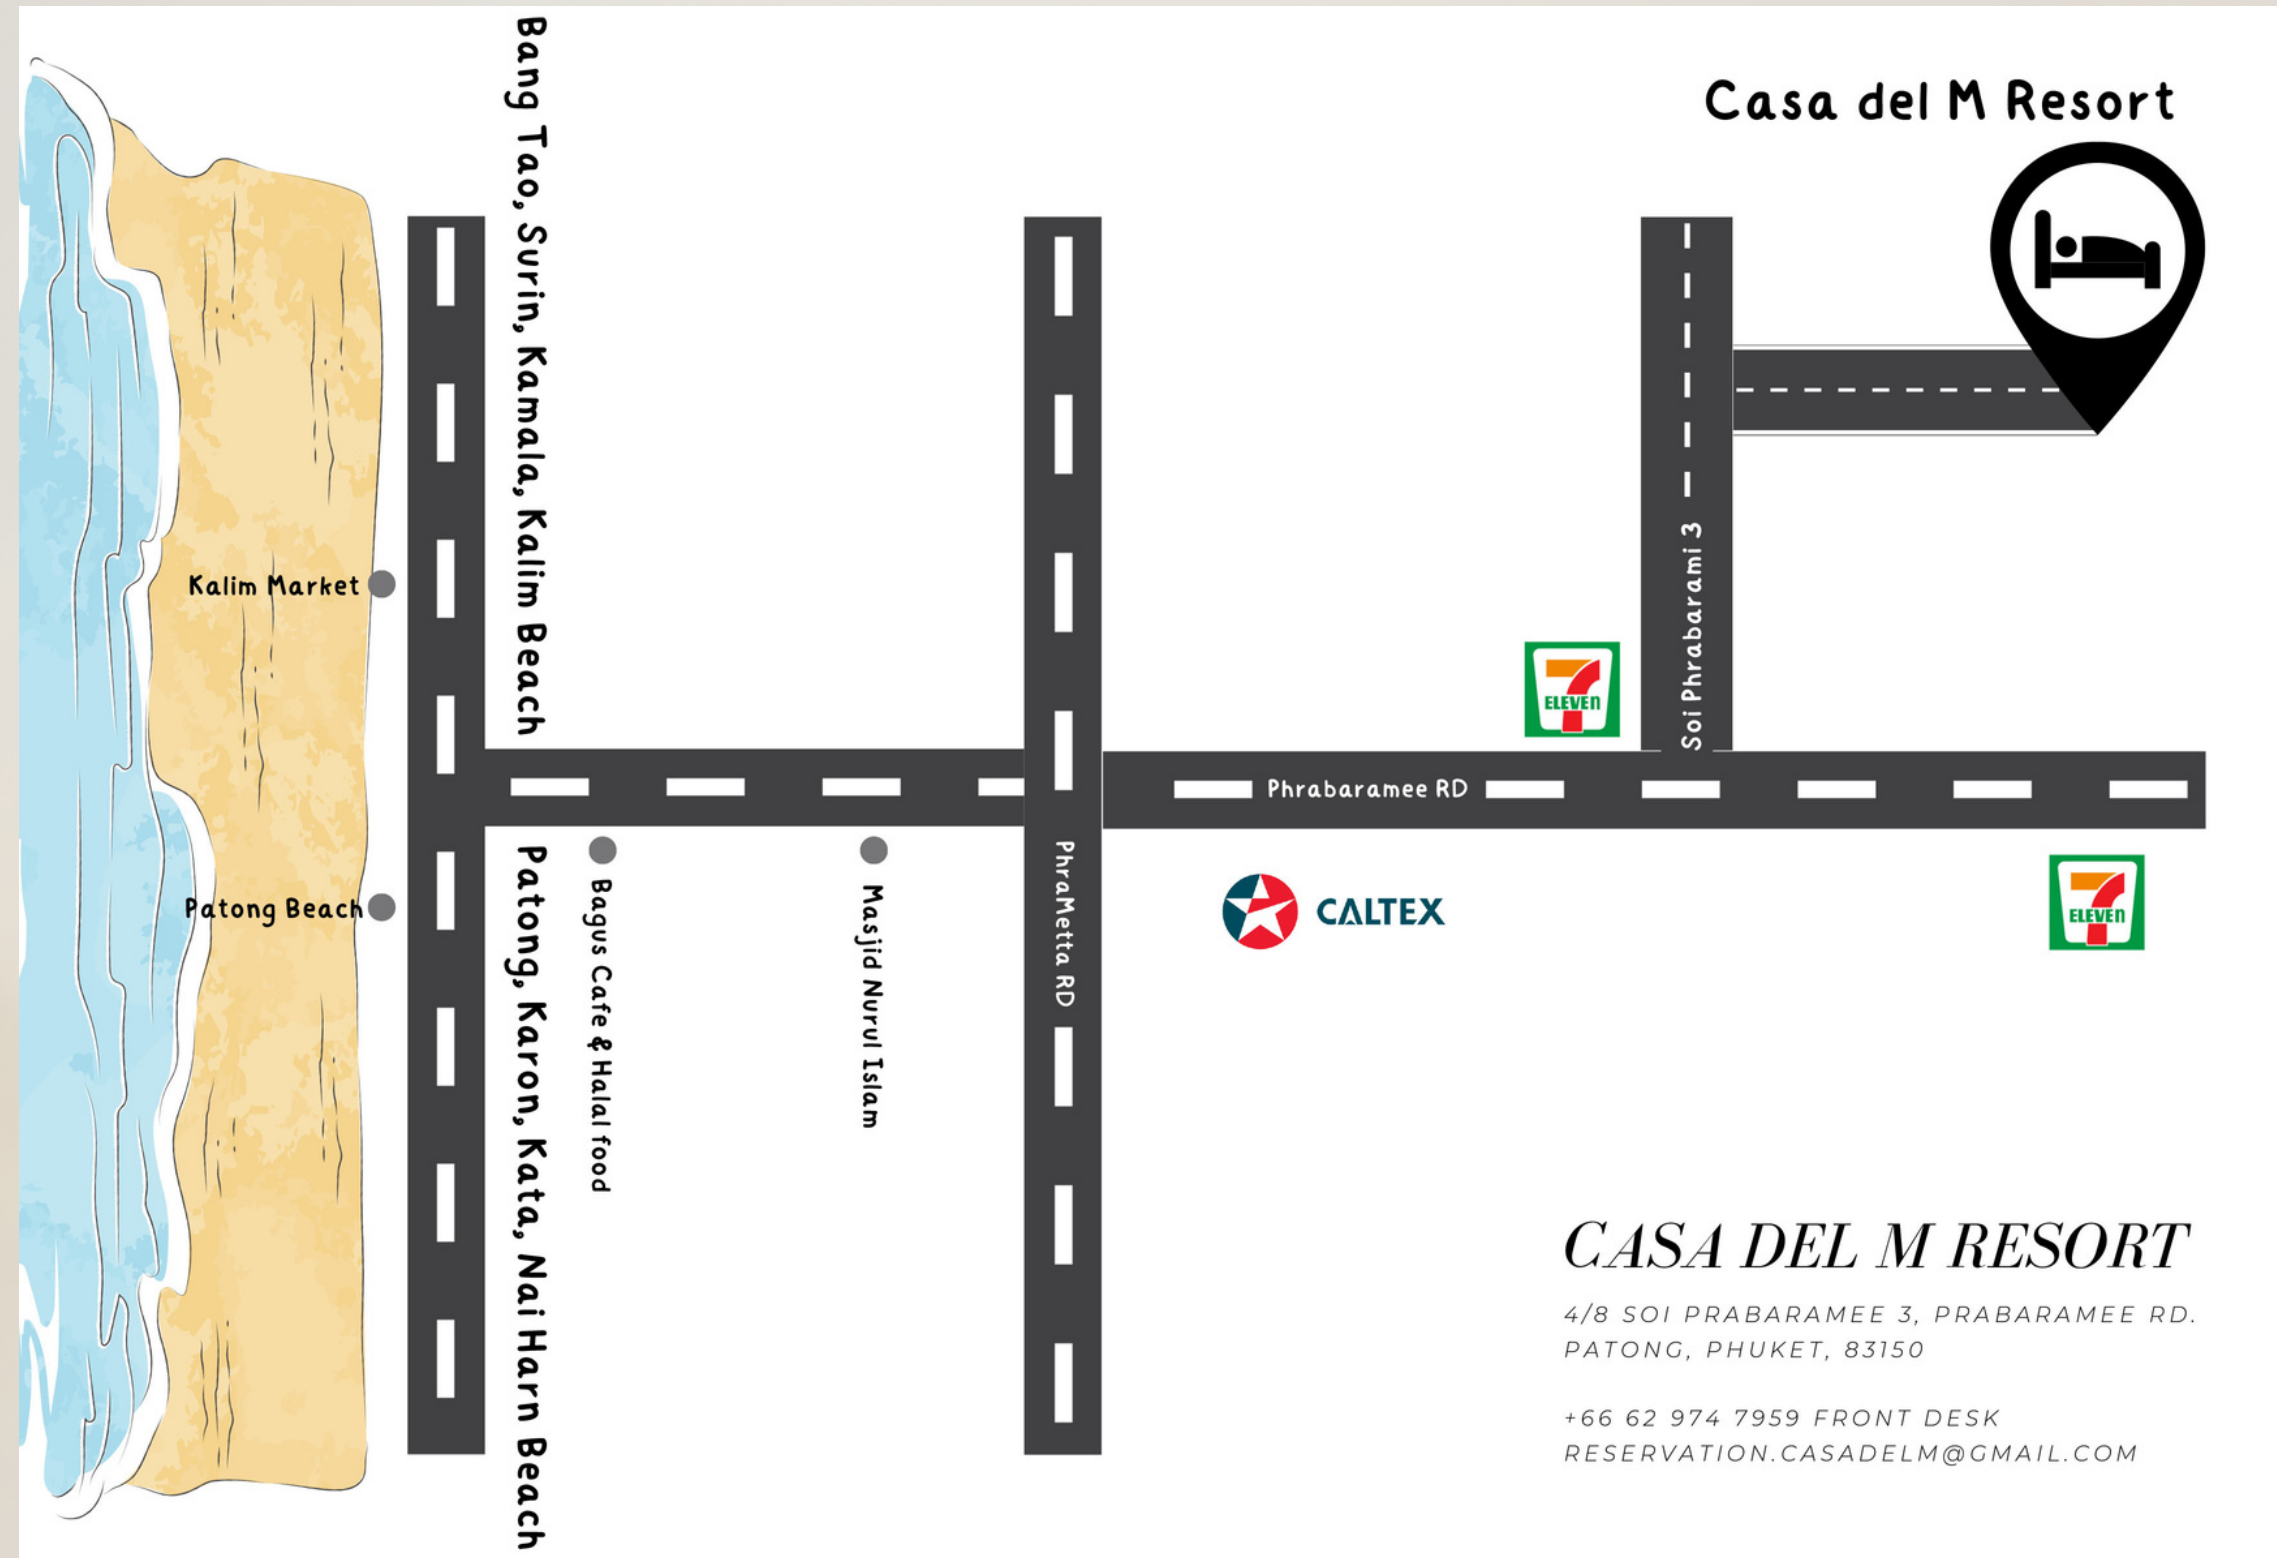 Casa del M Resort
Bang Tao, Surin, Kamala, Kalim Beach
Kalim Market
Soi Phrabarami 3
7
ELEVEn
Phrabaramee RD
Patong Beach
Patong, Karon, Kata, Nai Harn Beach
Bagus Cafe & Halal food
Masjid Nurul Islam
PhraMetta RD
CALTEX
7
ELEVEn
CASA DEL M RESORT
4/8 SOI PRABARAMEE 3, PRABARAMEE RD.
PATONG, PHUKET, 83150
+66 62 974 7959 FRONT DESK
RESERVATION.CASADELM@GMAIL.COM